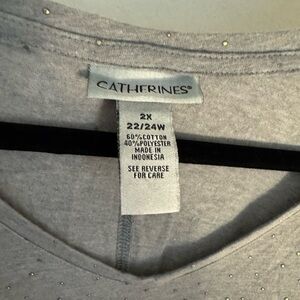 CATHERINES®
2X
22/24W
60%COTTON
40%POLYESTER
MADE IN
INDONESIA
SEE REVERSE
FOR CARE